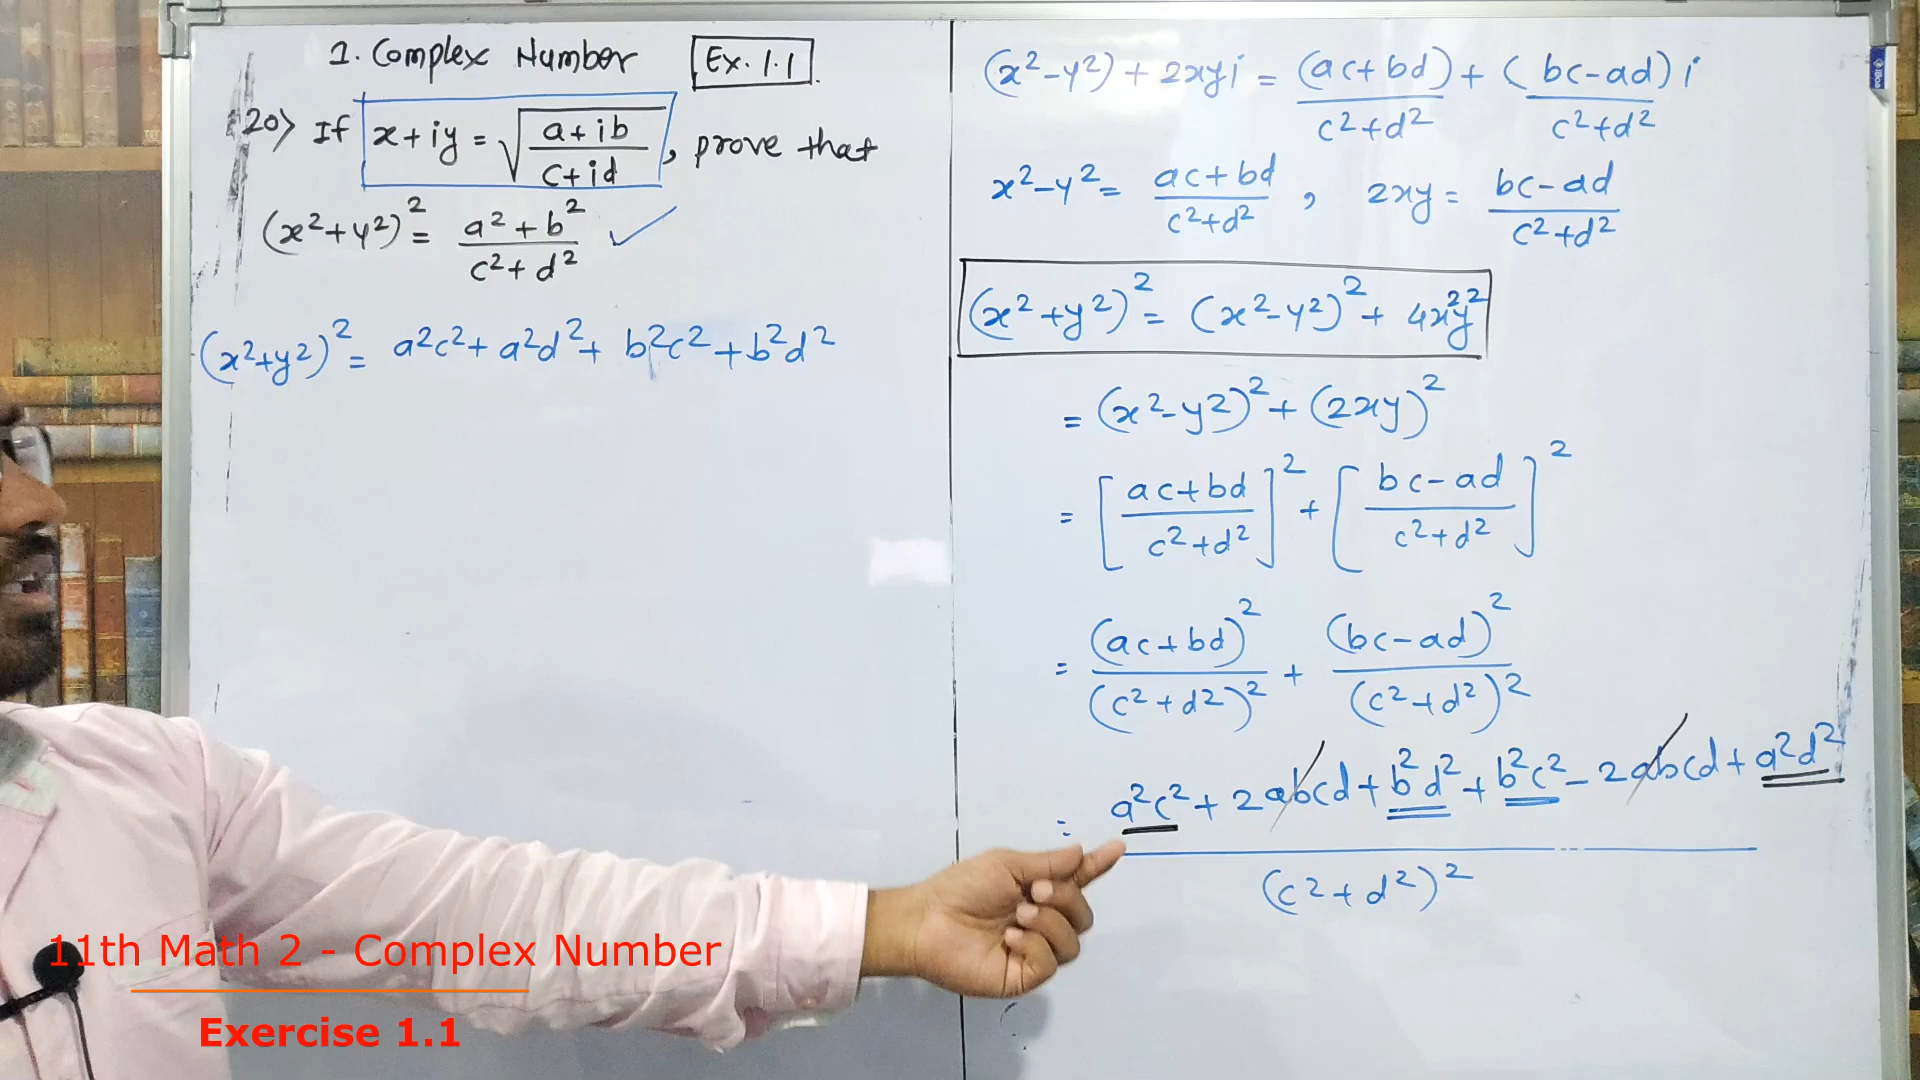 1. Complex Number Ex. 1.1
20) If x+iy = √(a+ib / c+id), prove that
(x²+y²)² = a²+b² / c²+d² ✓
(x²+y²)² = a²c² + a²d² + b²c² + b²d²
(x²-y²) + 2xyi = (ac+bd) / c²+d² + (bc-ad) i / c²+d²
x²-y² = ac+bd / c²+d² , 2xy = bc-ad / c²+d²
(x²+y²)² = (x²-y²)² + 4x²y²
= (x²-y²)² + (2xy)²
= [ac+bd / c²+d²]² + [bc-ad / c²+d²]²
= (ac+bd)² / (c²+d²)² + (bc-ad)² / (c²+d²)²
= a²c² + 2abcd + b²d² + b²c² - 2abcd + a²d² / (c²+d²)²
11th Math 2 - Complex Number
Exercise 1.1